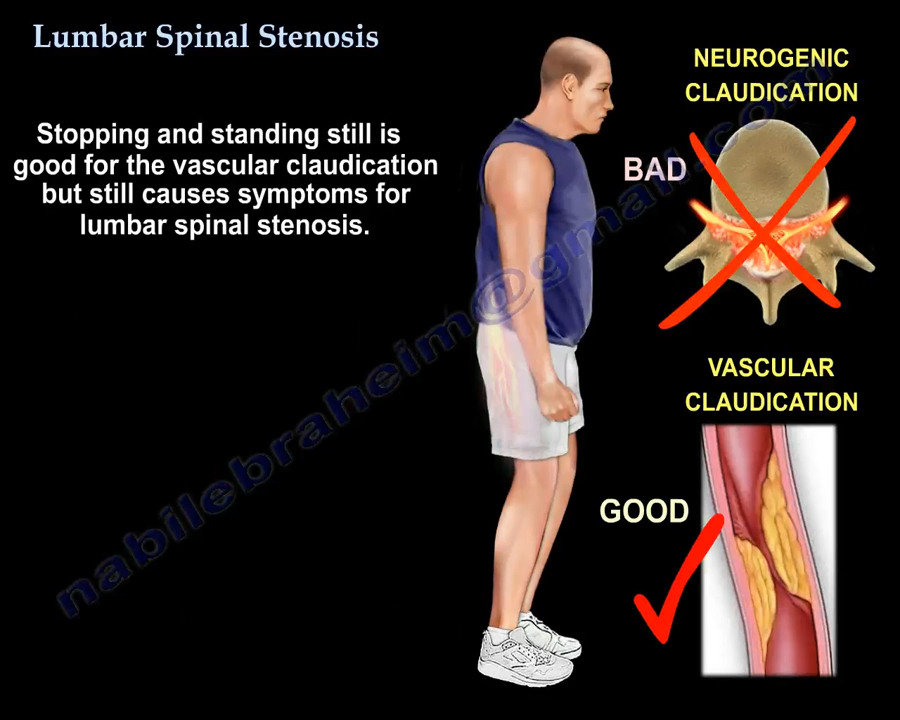 Lumbar Spinal Stenosis
Stopping and standing still is
good for the vascular claudication
but still causes symptoms for
lumbar spinal stenosis.
NEUROGENIC
CLAUDICATION
BAD
VASCULAR
CLAUDICATION
GOOD
nabilebraheim@gmail.com